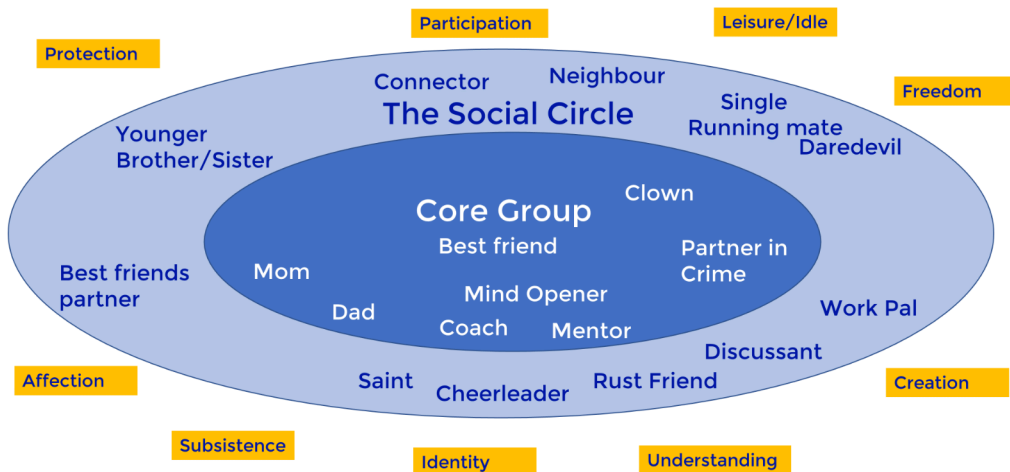 Participation
Leisure/Idle
Protection
Freedom
Connector
Neighbour
The Social Circle
Single
Running mate
Daredevil
Younger
Brother/Sister
Clown
Core Group
Best friend
Partner in
Crime
Mom
Best friends
partner
Mind Opener
Dad
Work Pal
Coach
Mentor
Discussant
Affection
Saint
Cheerleader
Rust Friend
Creation
Subsistence
Identity
Understanding